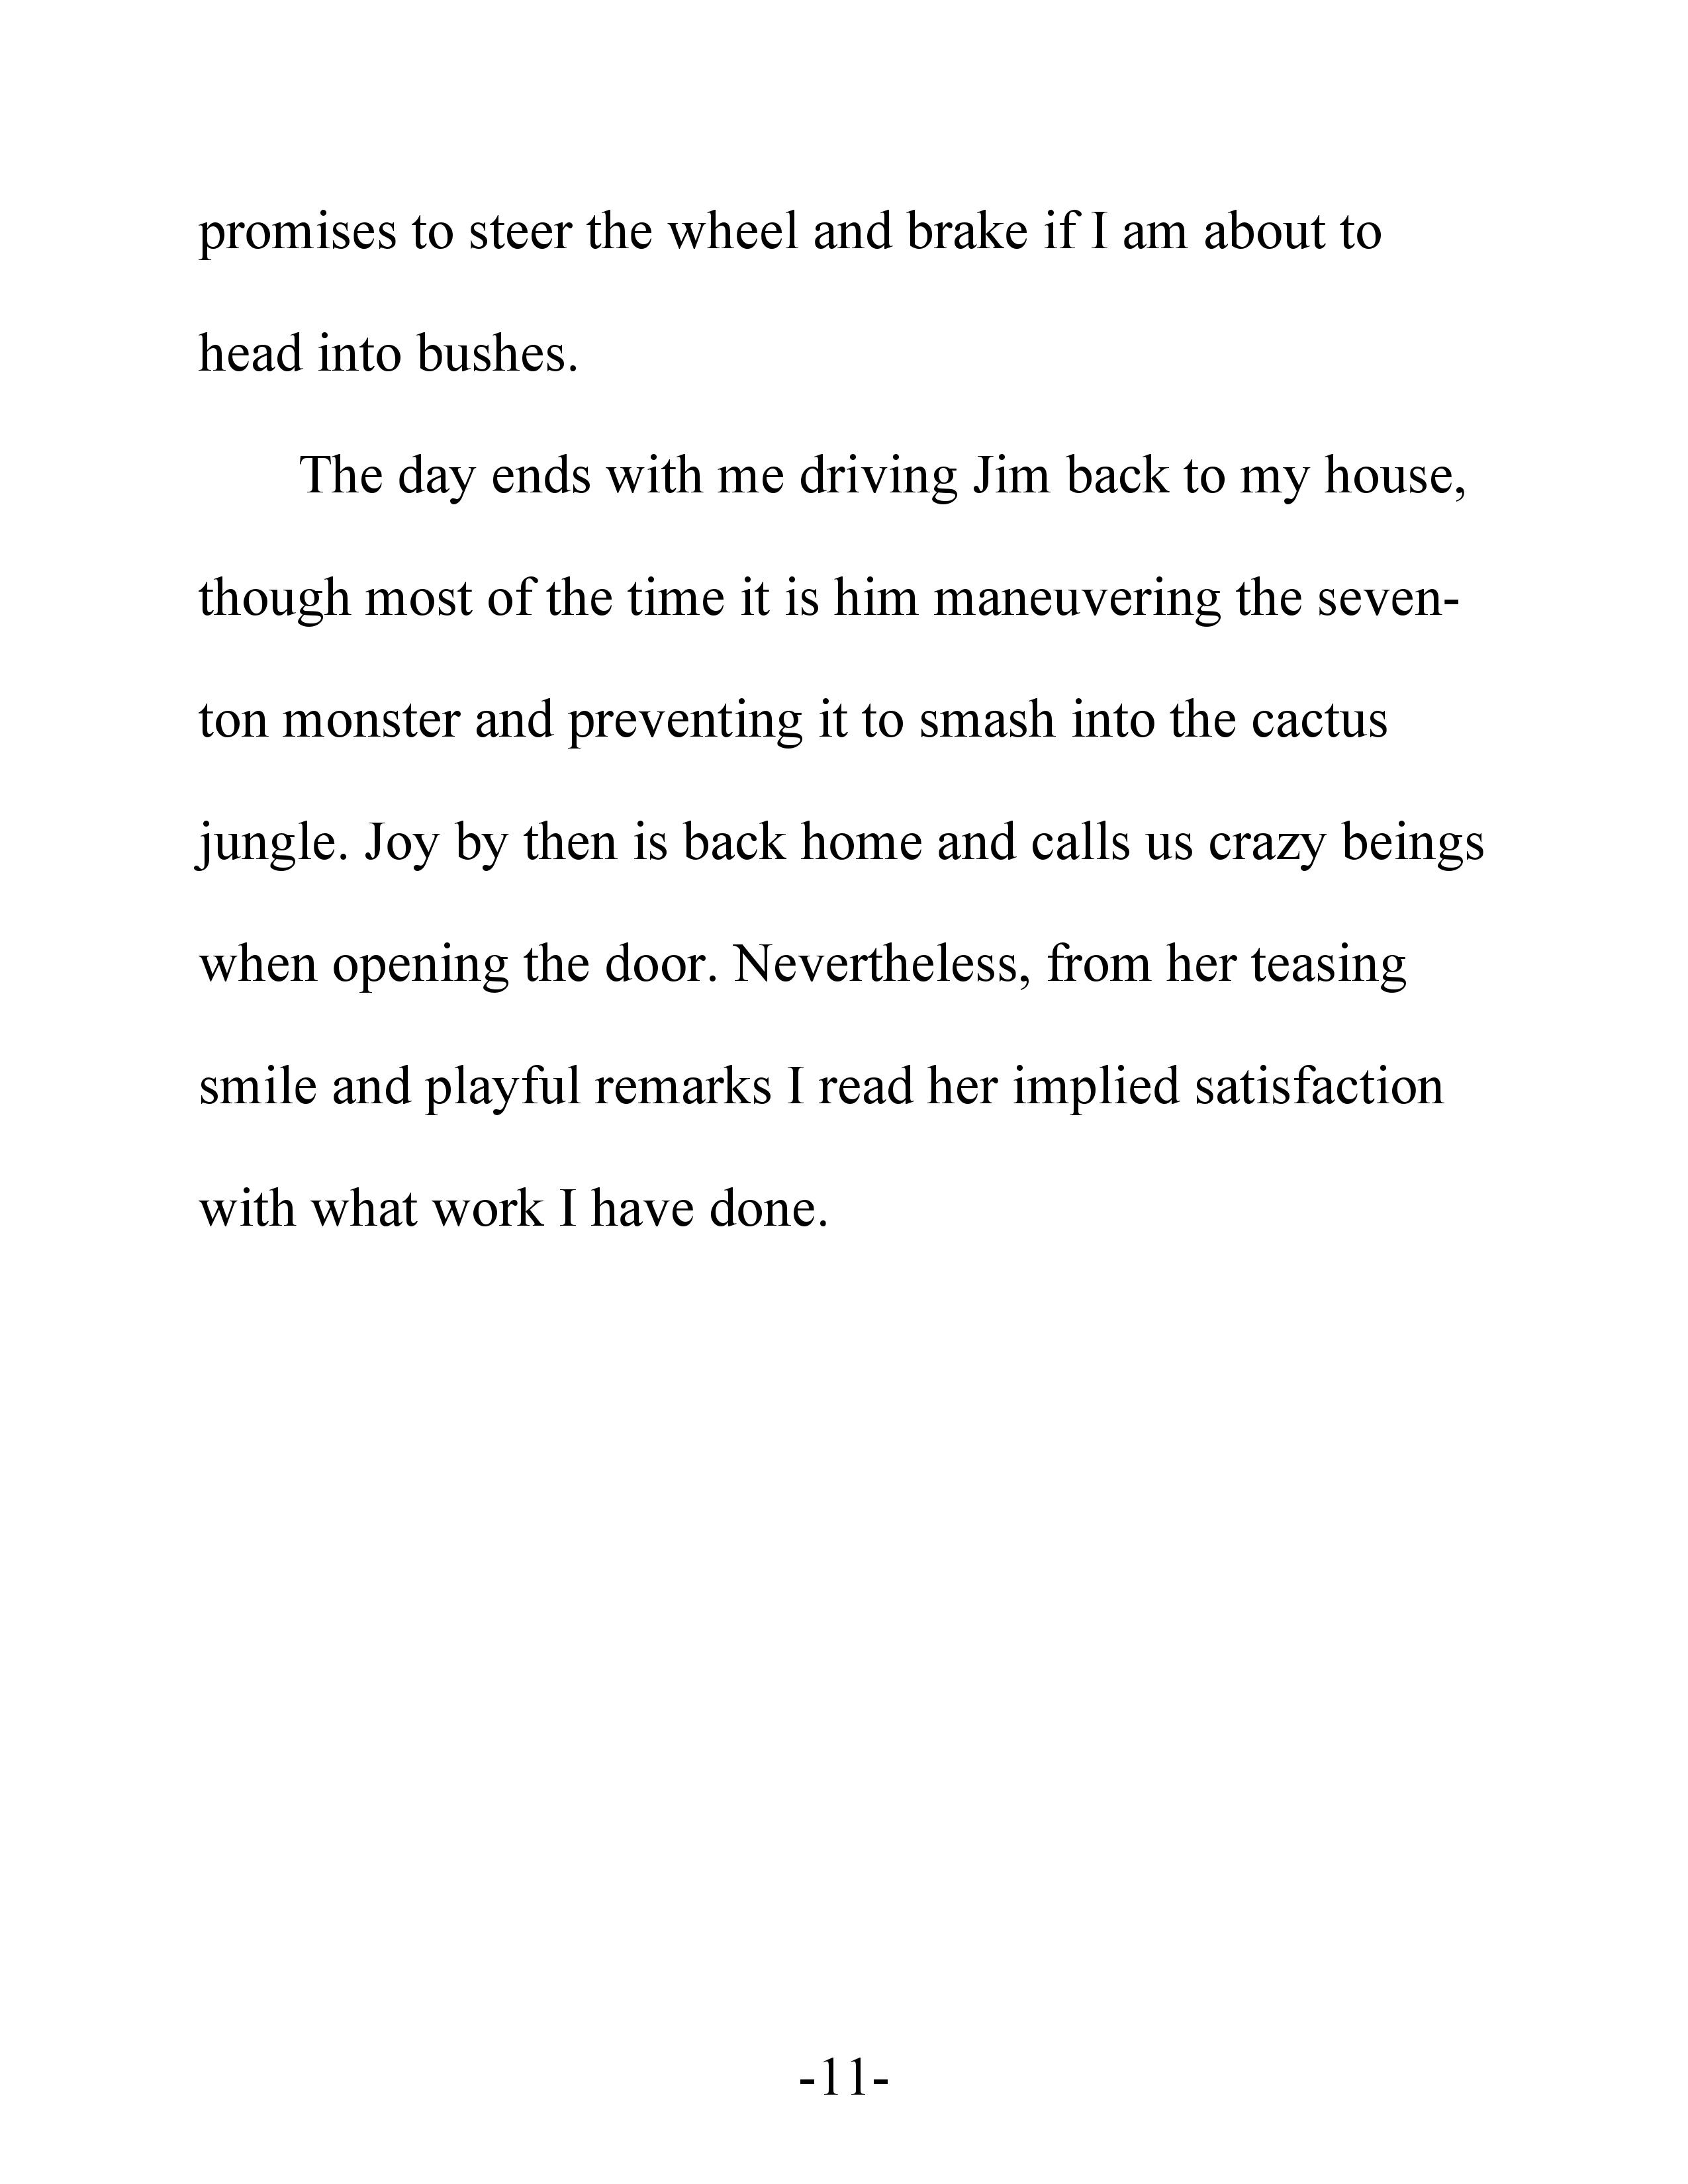 promises to steer the wheel and brake if I am about to
head into bushes.
The day ends with me driving Jim back to my house,
though most of the time it is him maneuvering the seven-
ton monster and preventing it to smash into the cactus
jungle. Joy by then is back home and calls us crazy beings
when opening the door. Nevertheless, from her teasing
smile and playful remarks I read her implied satisfaction
with what work I have done.
-11-